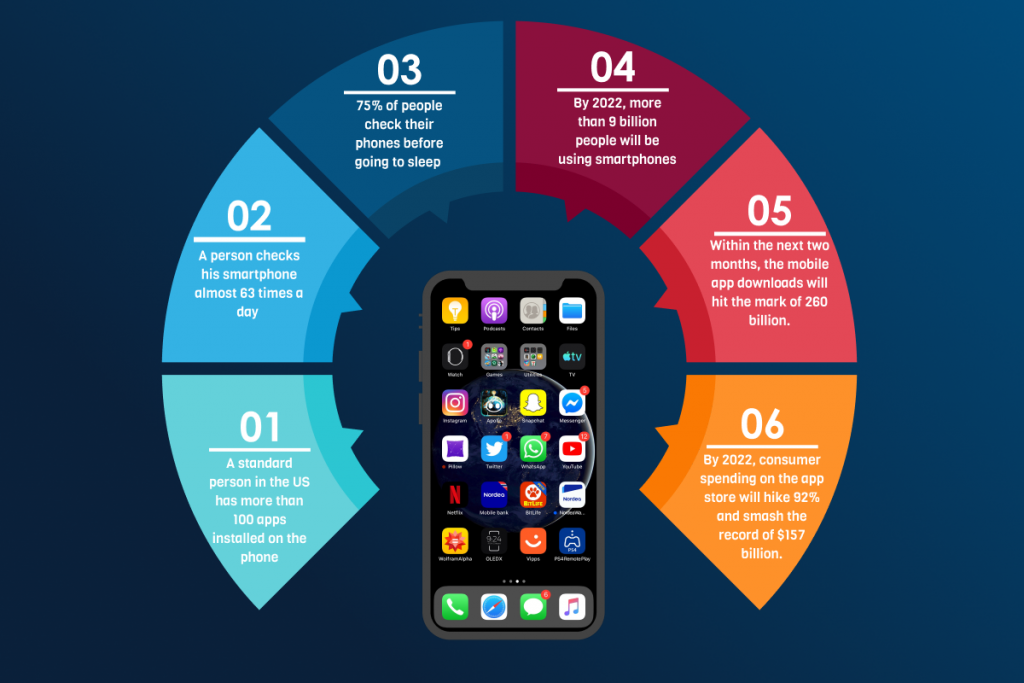 01
A standard
person in the US
has more than
100 apps
installed on the
phone
02
A person checks
his smartphone
almost 63 times a
day
03
75% of people
check their
phones before
going to sleep
04
By 2022, more
than 9 billion
people will be
using smartphones
05
Within the next two
months, the mobile
app downloads will
hit the mark of 260
billion.
06
By 2022, consumer
spending on the app
store will hike 92%
and smash the
record of $157
billion.
Tips Podcasts Contacts Files
1
tv
Watch Games Utilities TV
5
Instagram Apollo Snapchat Messenger
1 7 12
Pillow Twitter WhatsApp YouTube
N Nordea BITLIFE Nordea
Netflix Mobile bank BitLife NordeaNo...
924 PS4
WolframAlpha OLEDX Vipps PS4RemotePlay
6